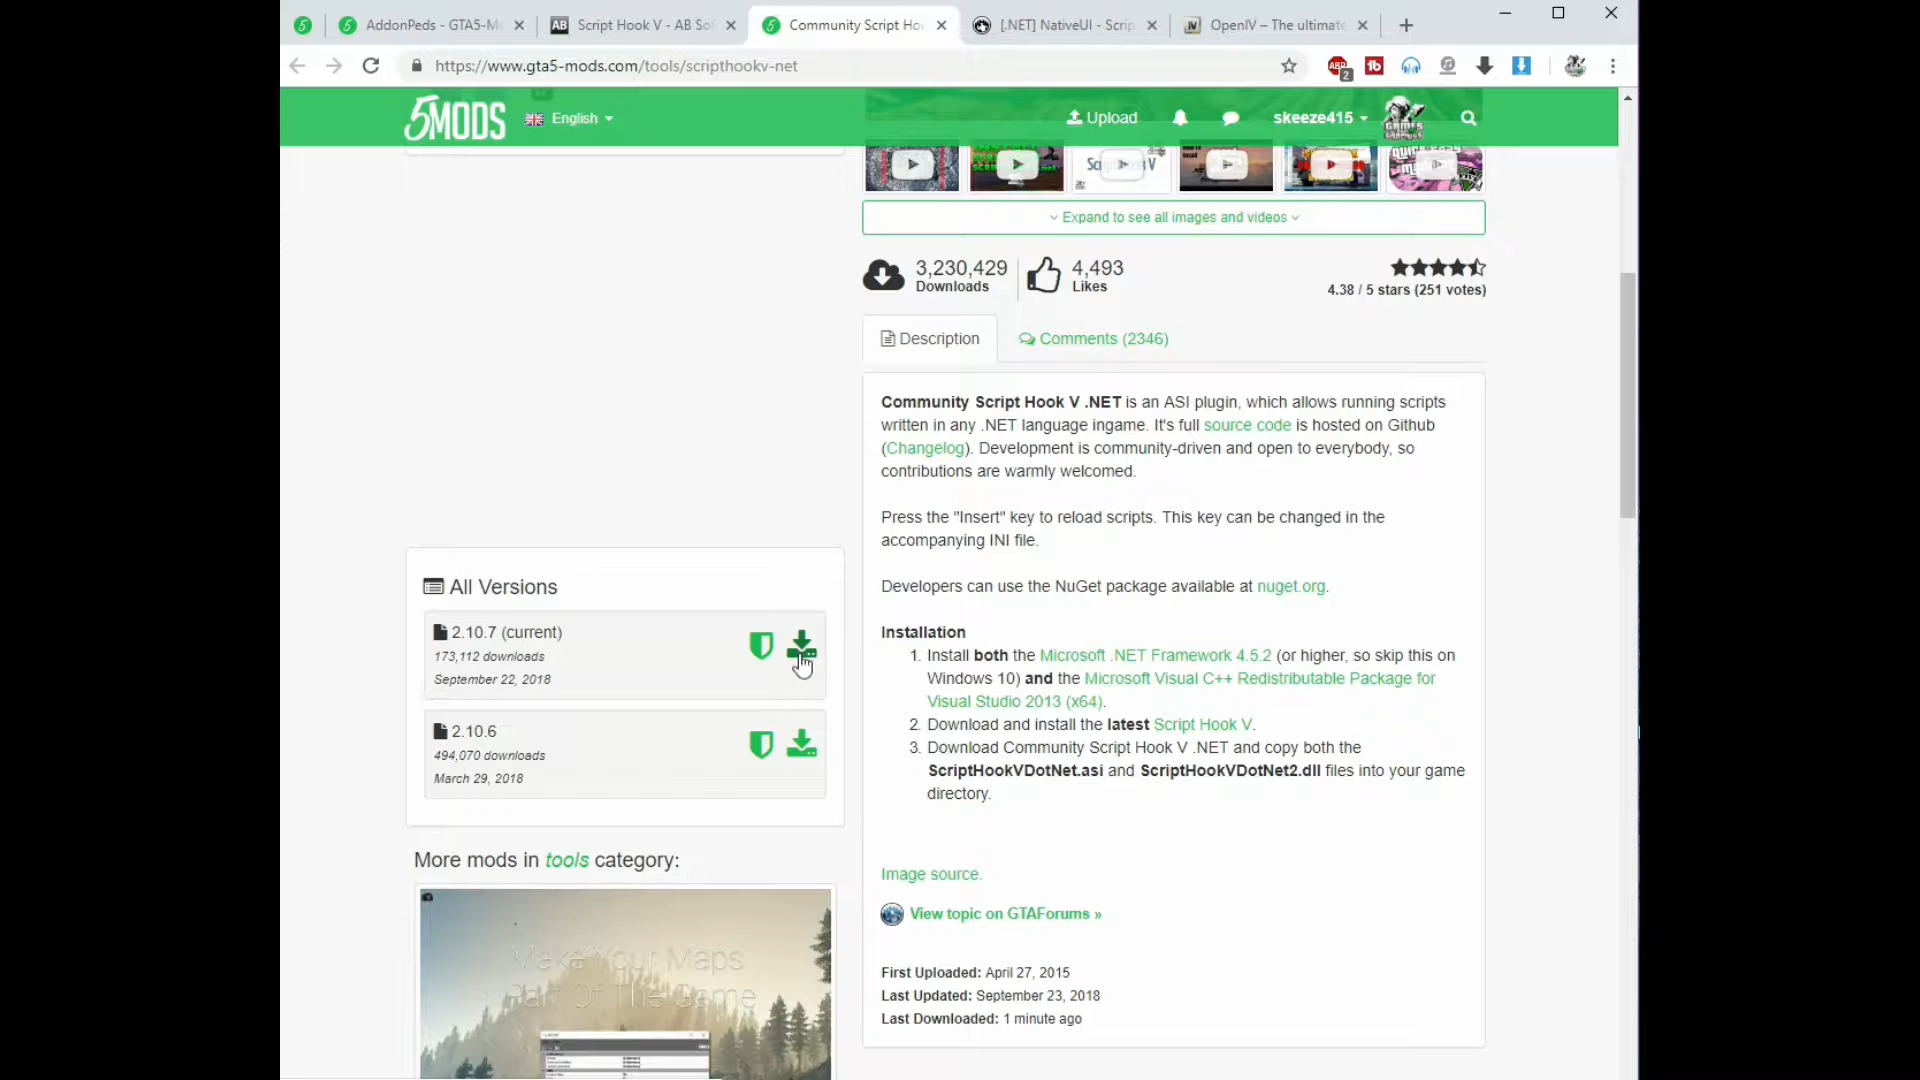 AddonPeds - GTA5-M
Script Hook V - AB Sof
Community Script Ho
[.NET] NativeUI - Scrip
OpenIV – The ultimate
https://www.gta5-mods.com/tools/scripthookv-net
5MODS
English
Upload
skeeze415
Expand to see all images and videos
3,230,429
Downloads
4,493
Likes
4.38 / 5 stars (251 votes)
Description
Comments (2346)
Community Script Hook V .NET is an ASI plugin, which allows running scripts
written in any .NET language ingame. It's full source code is hosted on Github
(Changelog). Development is community-driven and open to everybody, so
contributions are warmly welcomed.
Press the "Insert" key to reload scripts. This key can be changed in the
accompanying INI file.
Developers can use the NuGet package available at nuget.org.
Installation
1. Install both the Microsoft .NET Framework 4.5.2 (or higher, so skip this on
Windows 10) and the Microsoft Visual C++ Redistributable Package for
Visual Studio 2013 (x64).
2. Download and install the latest Script Hook V.
3. Download Community Script Hook V .NET and copy both the
ScriptHookVDotNet.asi and ScriptHookVDotNet2.dll files into your game
directory.
Image source.
View topic on GTAForums »
First Uploaded: April 27, 2015
Last Updated: September 23, 2018
Last Downloaded: 1 minute ago
All Versions
2.10.7 (current)
173,112 downloads
September 22, 2018
2.10.6
494,070 downloads
March 29, 2018
More mods in tools category:
Make Your Maps
Part Of The Game